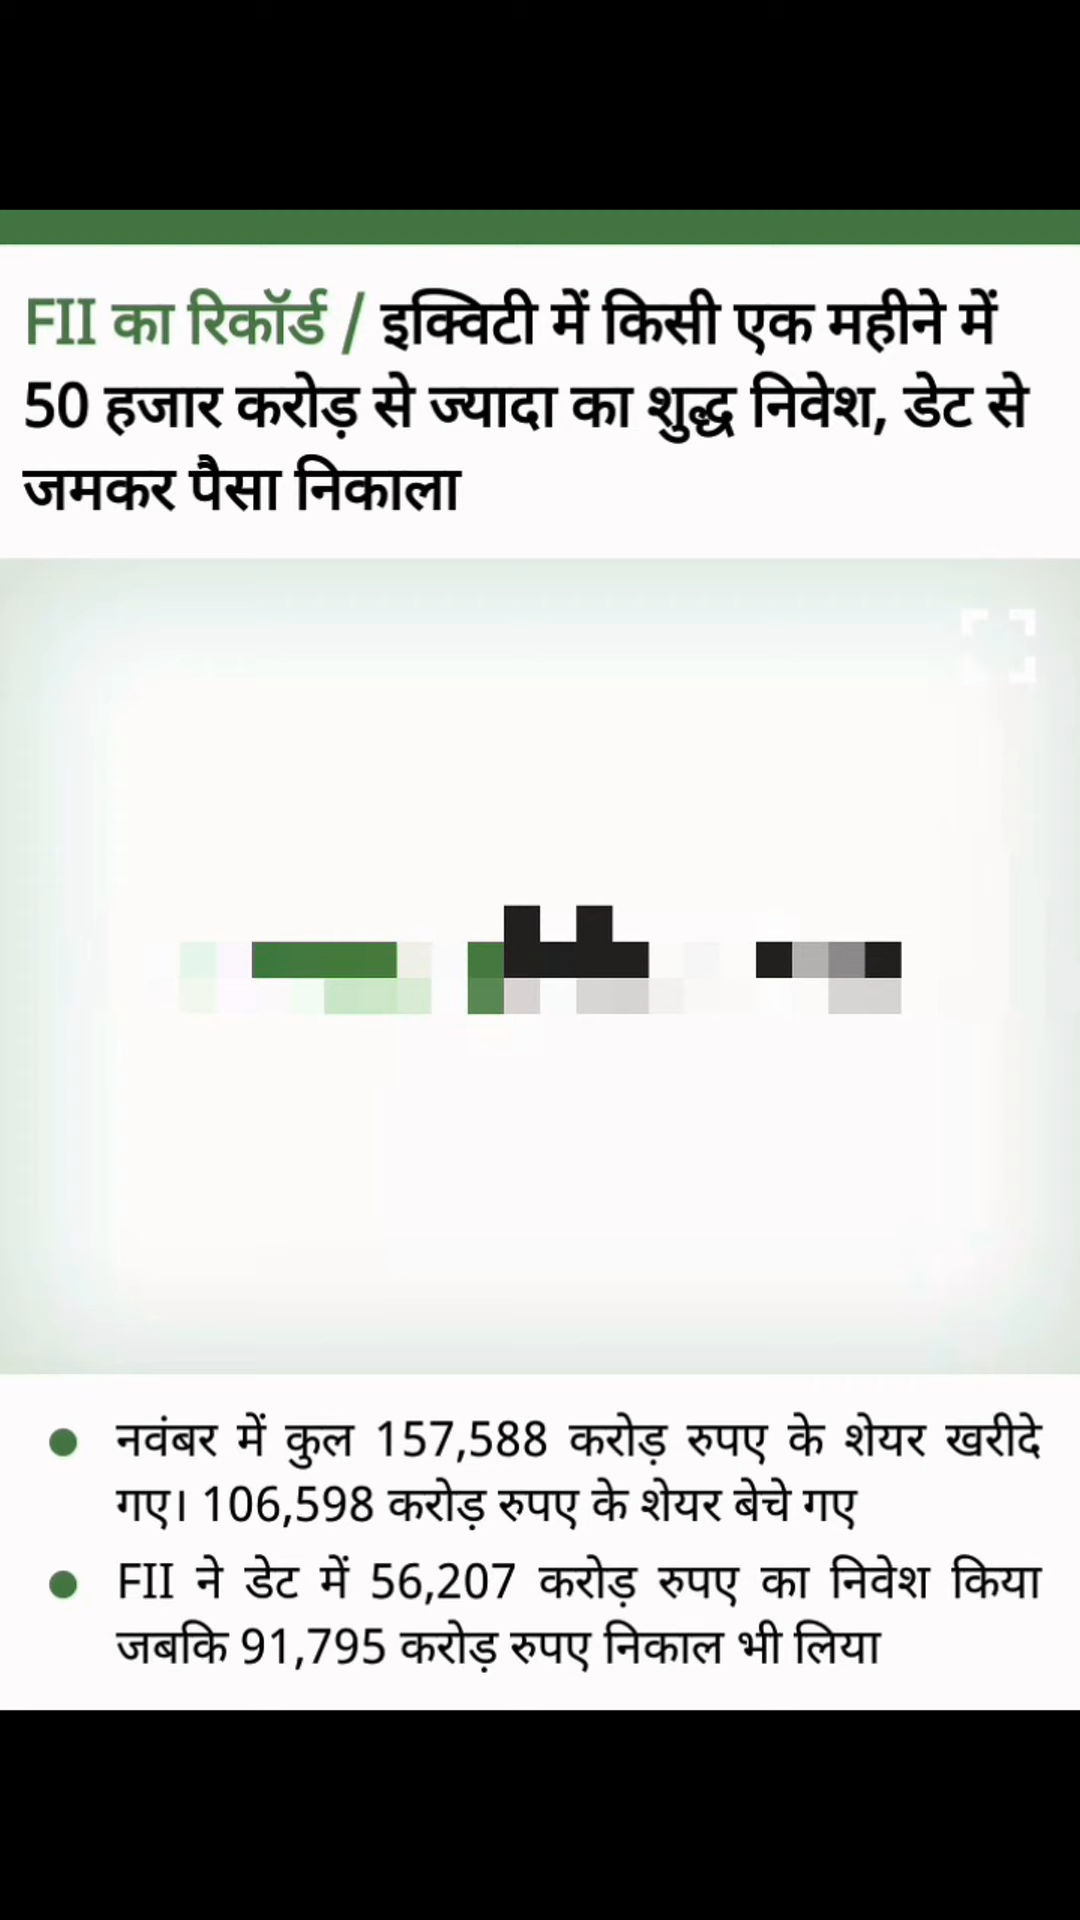 FII का रिकॉर्ड / इक्विटी में किसी एक महीने में
50 हजार करोड़ से ज्यादा का शुद्ध निवेश, डेट से
जमकर पैसा निकाला
नवंबर में कुल 157,588 करोड़ रुपए के शेयर खरीदे
गए। 106,598 करोड़ रुपए के शेयर बेचे गए
FII ने डेट में 56,207 करोड़ रुपए का निवेश किया
जबकि 91,795 करोड़ रुपए निकाल भी लिया